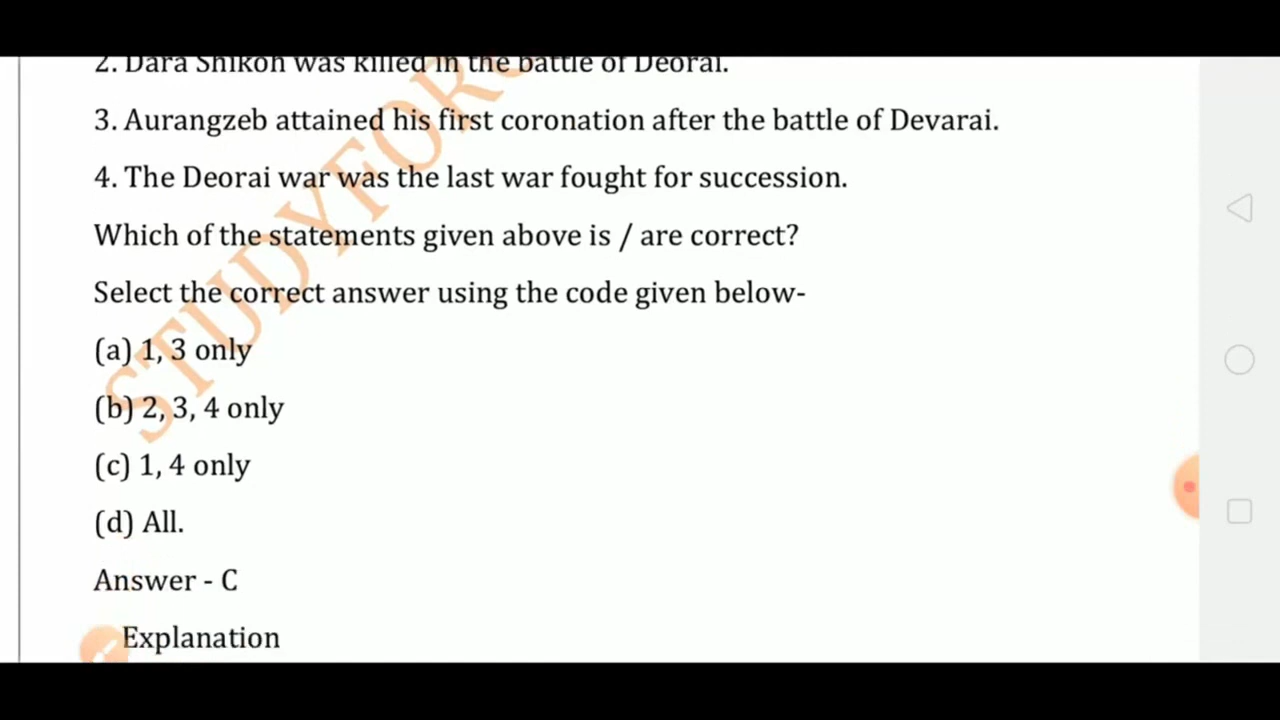 2. Dara Shikoh was killed in the battle of Deorai.
3. Aurangzeb attained his first coronation after the battle of Devarai.
4. The Deorai war was the last war fought for succession.
Which of the statements given above is / are correct?
Select the correct answer using the code given below-
(a) 1, 3 only
(b) 2, 3, 4 only
(c) 1, 4 only
(d) All.
Answer - C
Explanation
STUDYFOR